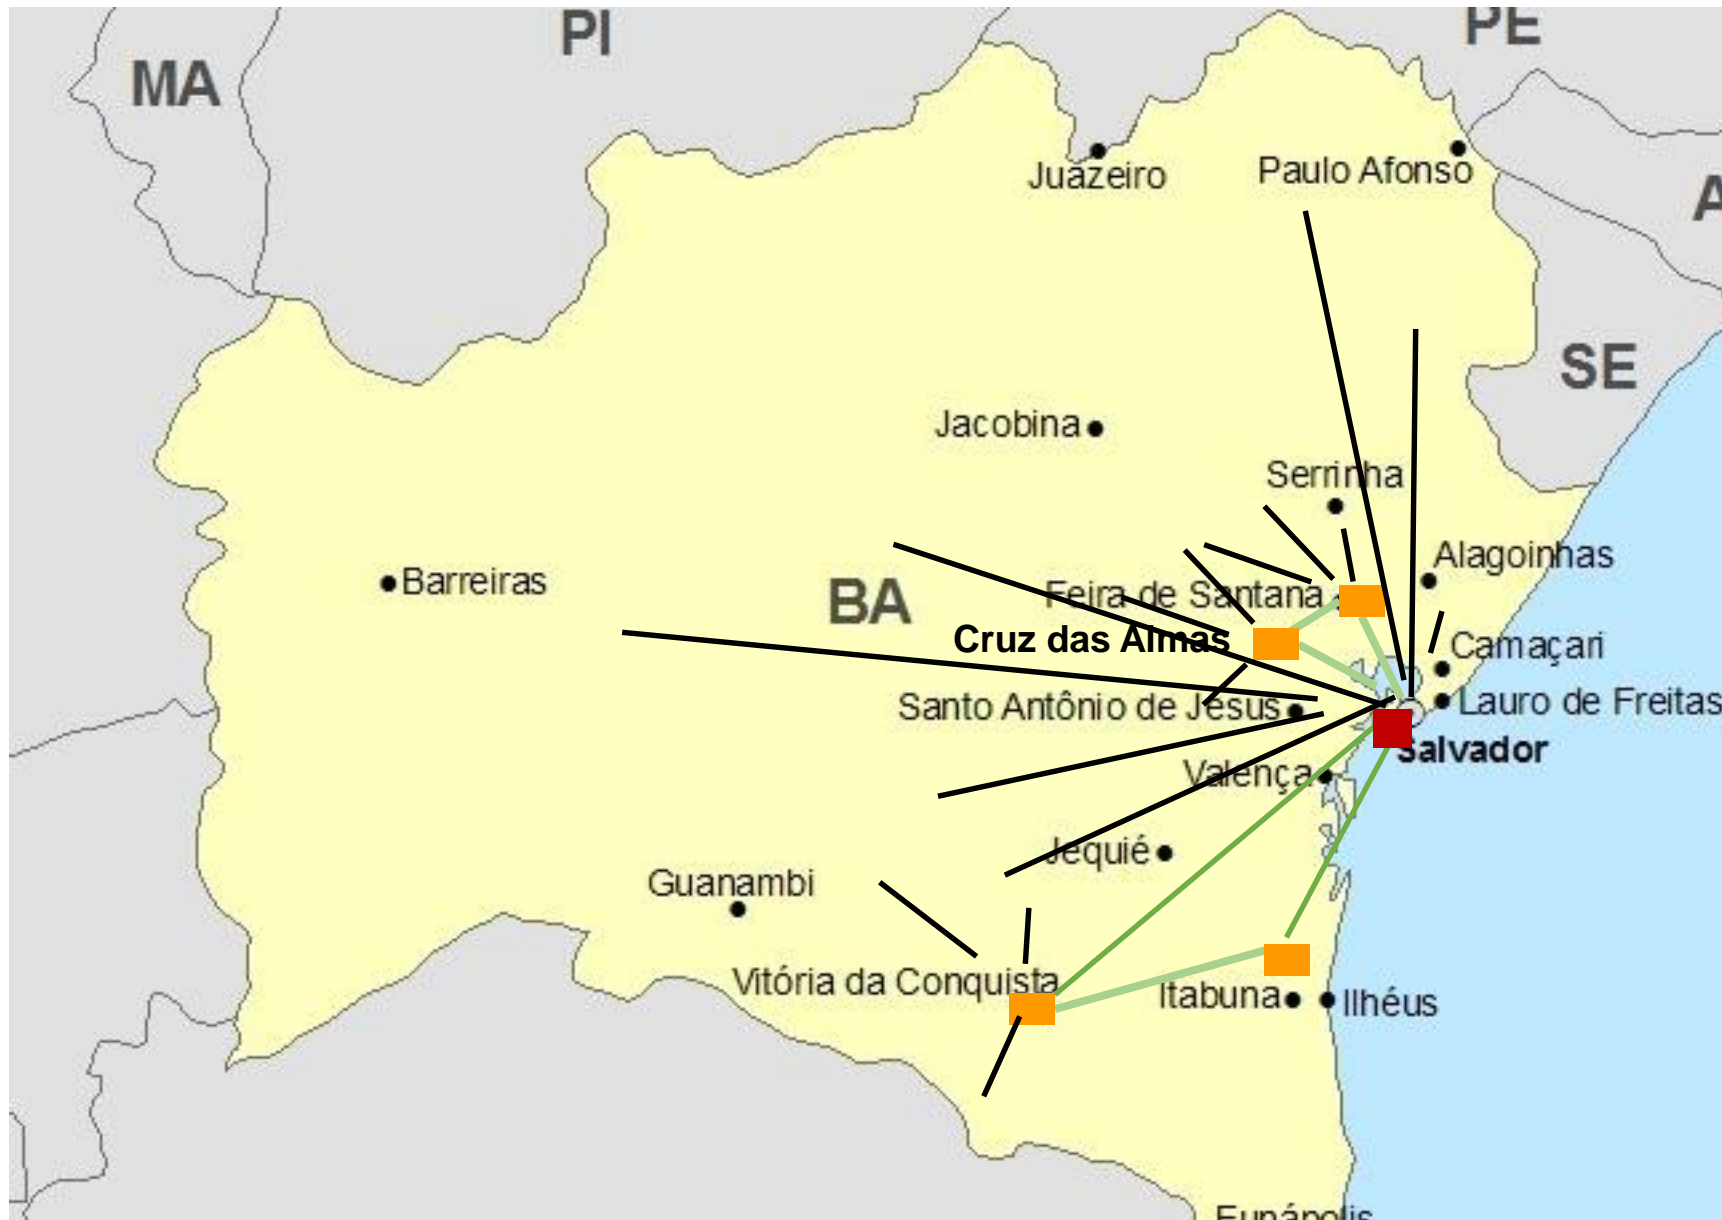 PI
PE
MA
Juazeiro
Paulo Afonso
A
SE
Jacobina
Serrinha
Alagoinhas
Barreiras
BA
Feira de Santana
Cruz das Almas
Camaçari
Santo Antônio de Jesus
Lauro de Freitas
Salvador
Valença
Jequié
Guanambi
Vitória da Conquista
Itabuna
Ilhéus
Eunápolis